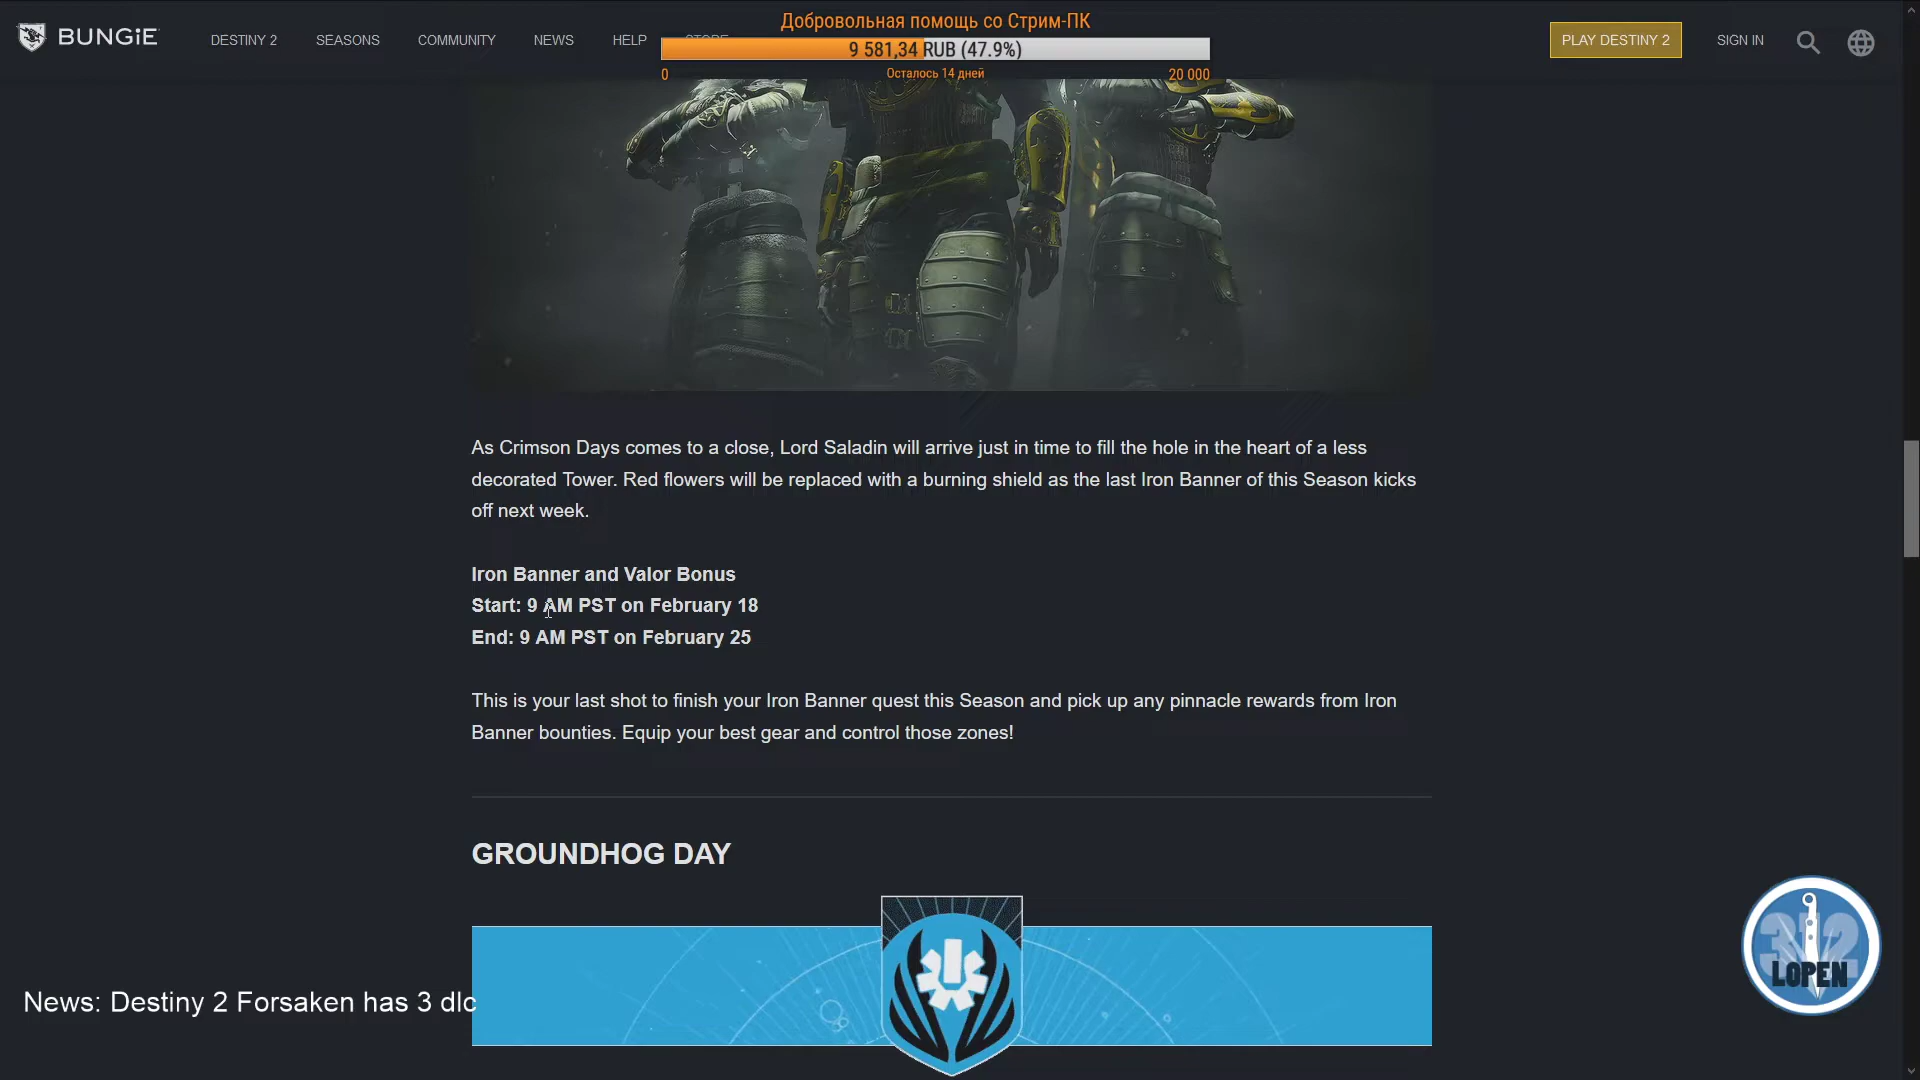 BUNGiE
DESTINY 2
SEASONS
COMMUNITY
NEWS
HELP
STORE
Добровольная помощь со Стрим-ПК
9 581,34 RUB (47.9%)
0
Осталось 14 дней
20 000
PLAY DESTINY 2
SIGN IN
As Crimson Days comes to a close, Lord Saladin will arrive just in time to fill the hole in the heart of a less
decorated Tower. Red flowers will be replaced with a burning shield as the last Iron Banner of this Season kicks
off next week.
Iron Banner and Valor Bonus
Start: 9 AM PST on February 18
End: 9 AM PST on February 25
This is your last shot to finish your Iron Banner quest this Season and pick up any pinnacle rewards from Iron
Banner bounties. Equip your best gear and control those zones!
GROUNDHOG DAY
News: Destiny 2 Forsaken has 3 dlc
312
LOPEN